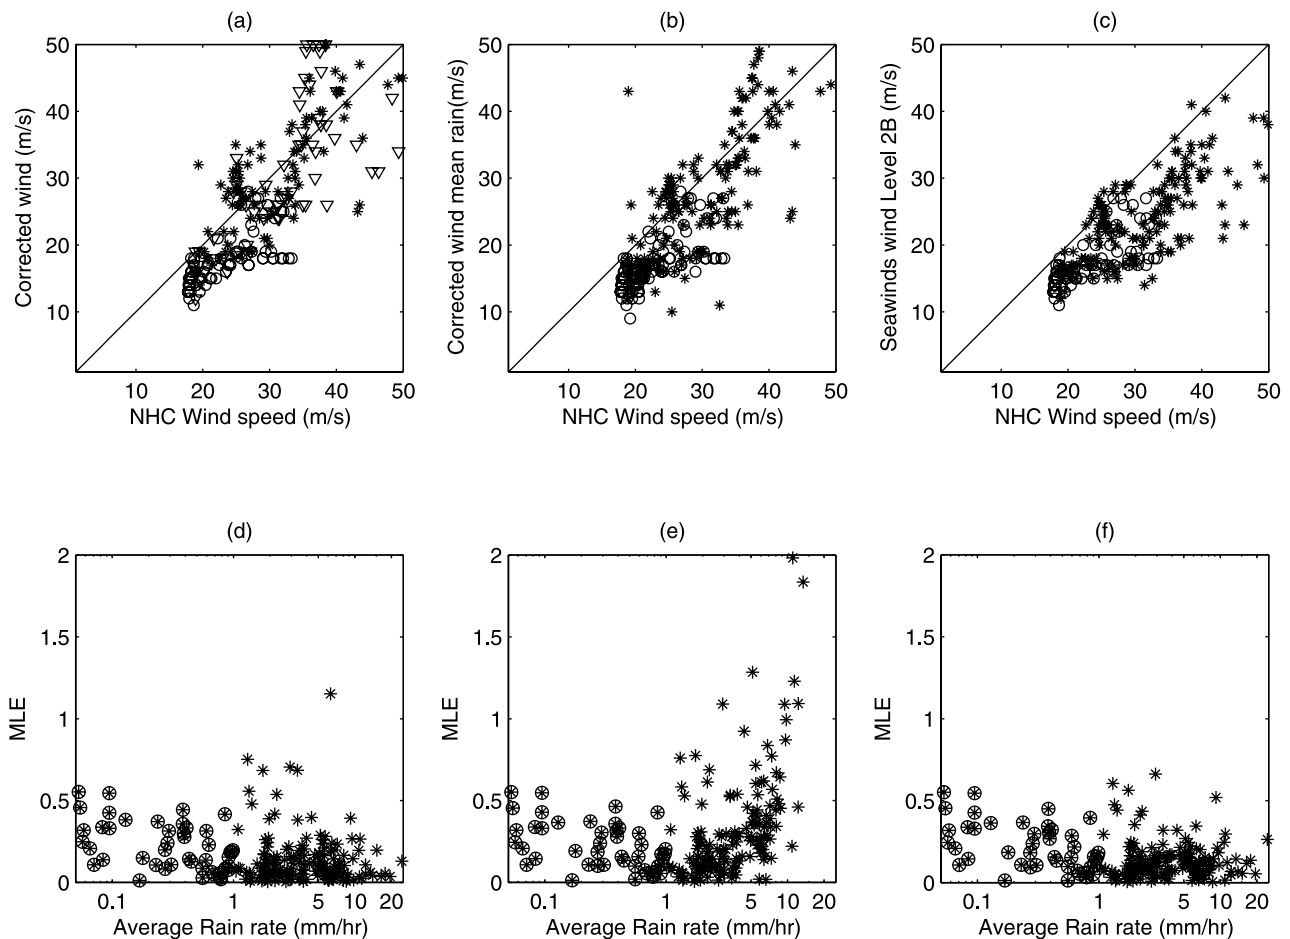 (a)
Corrected wind (m/s)
50
40
30
20
10
10 20 30 40 50
NHC Wind speed (m/s)
(b)
Corrected wind mean rain(m/s)
50
40
30
20
10
10 20 30 40 50
NHC Wind speed (m/s)
(c)
Seawinds wind Level 2B (m/s)
50
40
30
20
10
10 20 30 40 50
NHC Wind speed (m/s)
(d)
MLE
2
1.5
1
0.5
0
0.1 1 5 10 20
Average Rain rate (mm/hr)
(e)
MLE
2
1.5
1
0.5
0
0.1 1 5 10 20
Average Rain rate (mm/hr)
(f)
MLE
2
1.5
1
0.5
0
0.1 1 5 10 20
Average Rain rate (mm/hr)